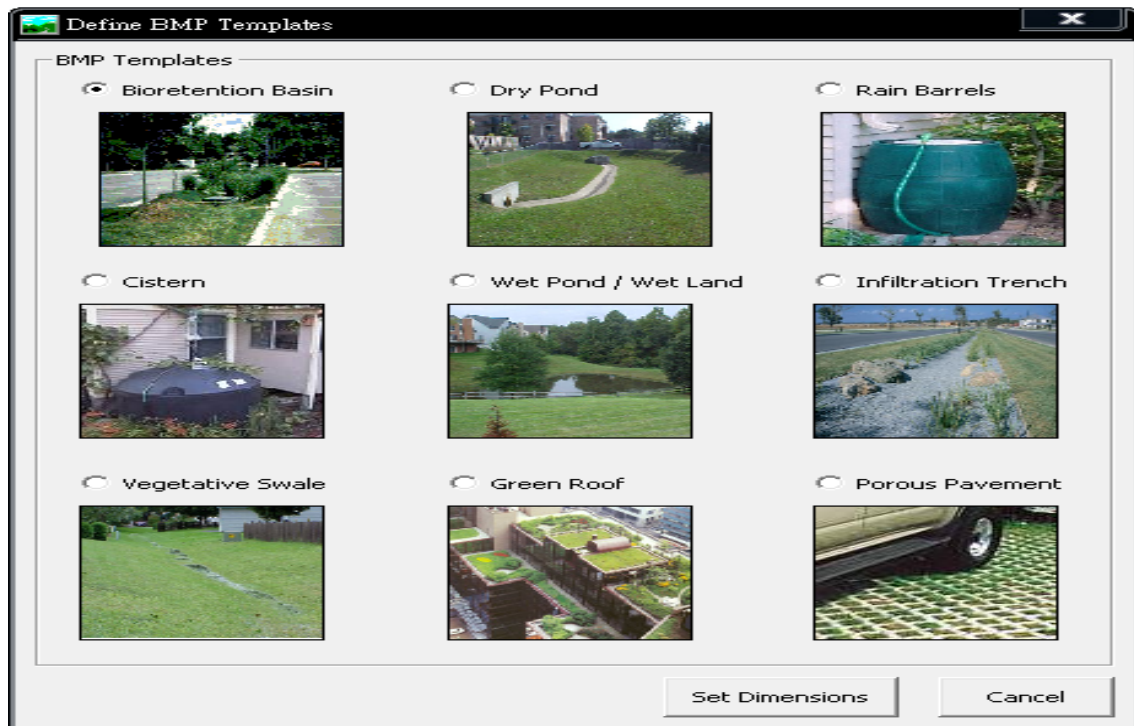 Define BMP Templates
BMP Templates
Bioretention Basin
Dry Pond
Rain Barrels
Cistern
Wet Pond / Wet Land
Infiltration Trench
Vegetative Swale
Green Roof
Porous Pavement
Set Dimensions
Cancel